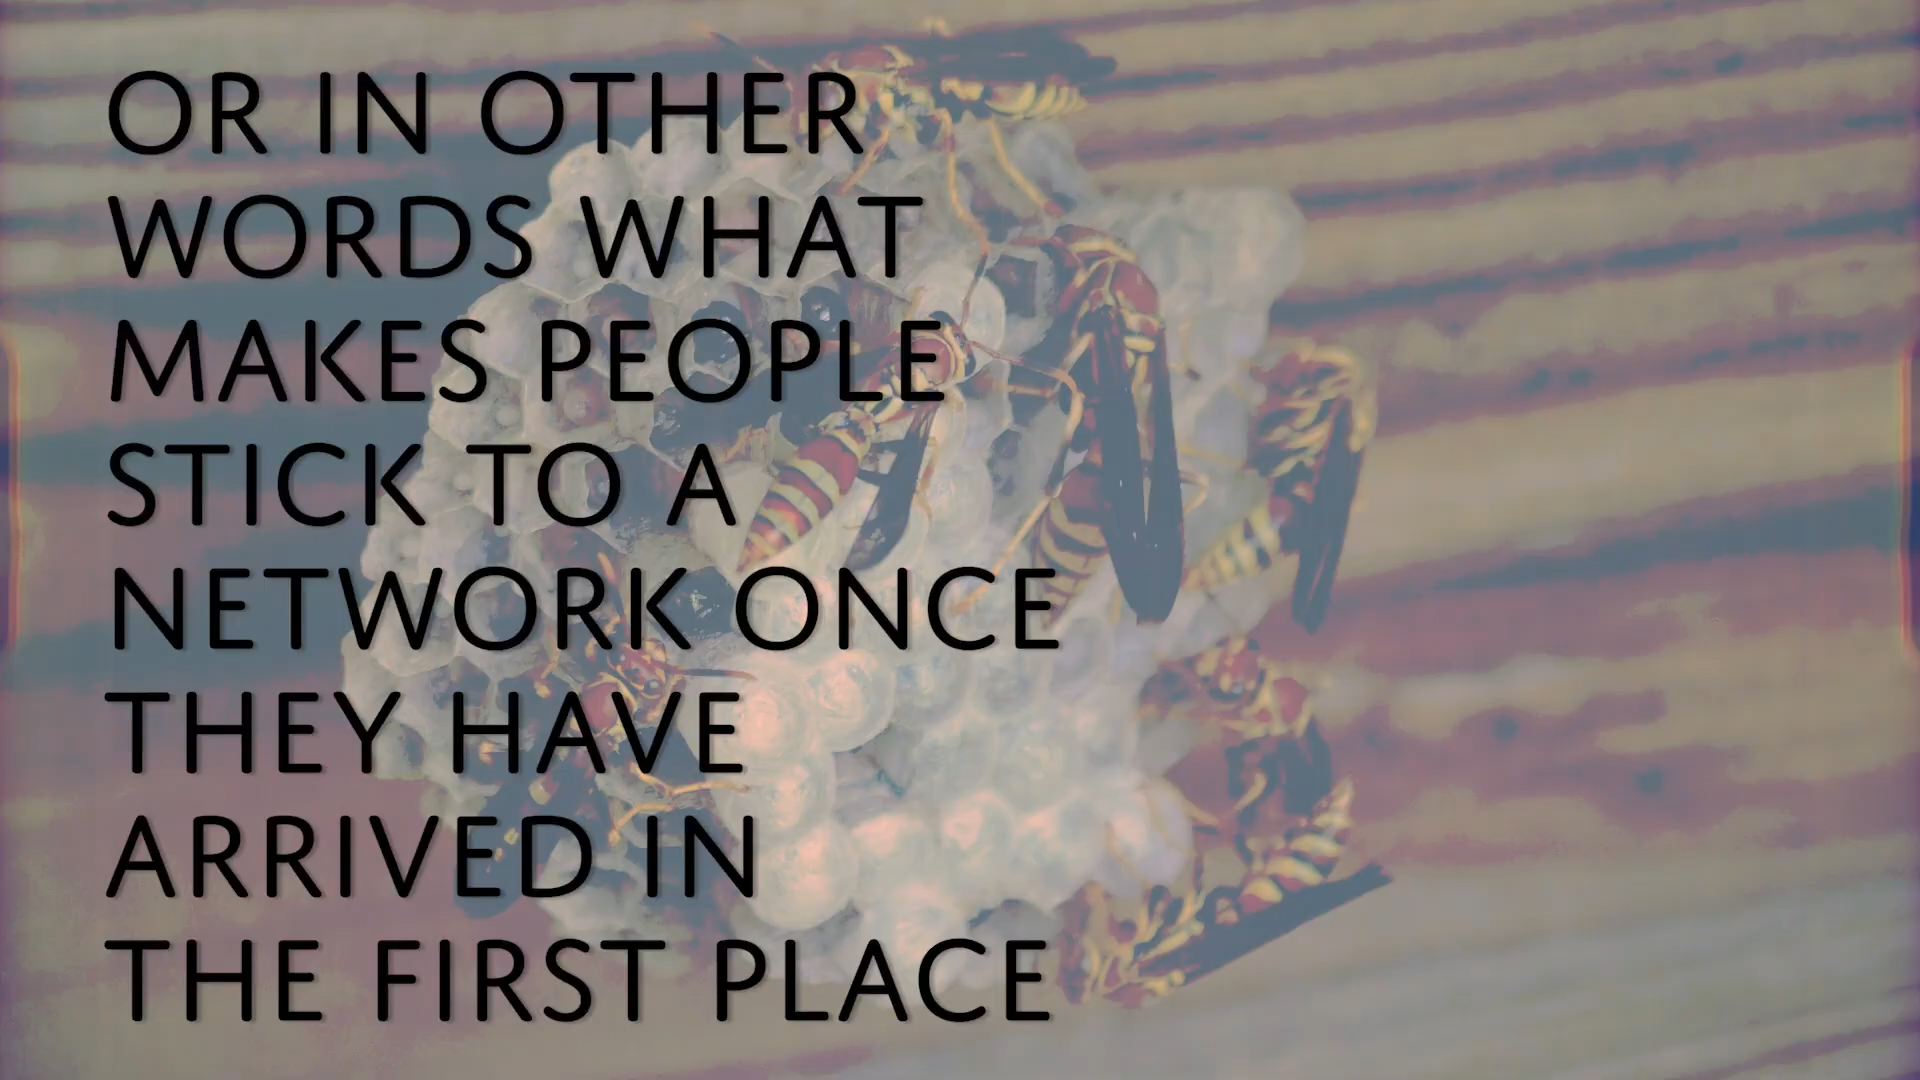 OR IN OTHER
WORDS WHAT
MAKES PEOPLE
STICK TO A
NETWORK ONCE
THEY HAVE
ARRIVED IN
THE FIRST PLACE